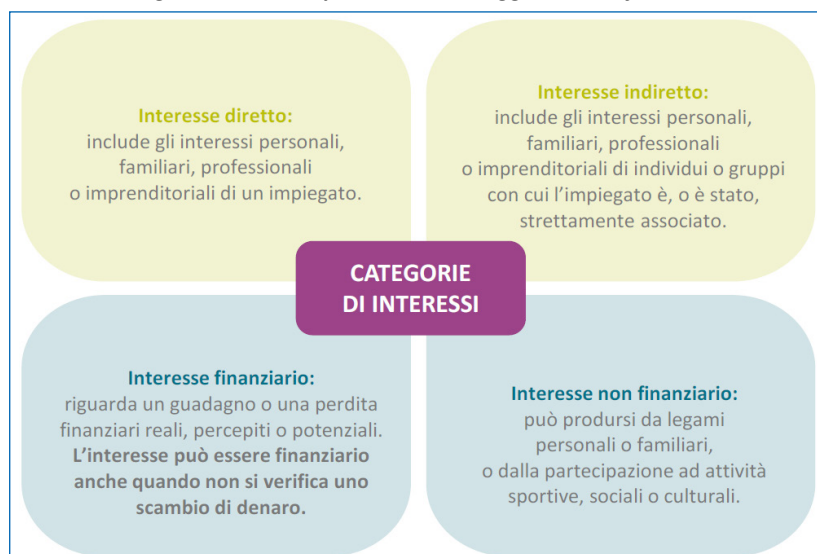 Interesse diretto:
include gli interessi personali,
familiari, professionali
o imprenditoriali di un impiegato.
Interesse indiretto:
include gli interessi personali,
familiari, professionali
o imprenditoriali di individui o gruppi
con cui l'impiegato è, o è stato,
strettamente associato.
CATEGORIE
DI INTERESSI
Interesse finanziario:
riguarda un guadagno o una perdita
finanziari reali, percepiti o potenziali.
L'interesse può essere finanziario
anche quando non si verifica uno
scambio di denaro.
Interesse non finanziario:
può prodursi da legami
personali o familiari,
o dalla partecipazione ad attività
sportive, sociali o culturali.